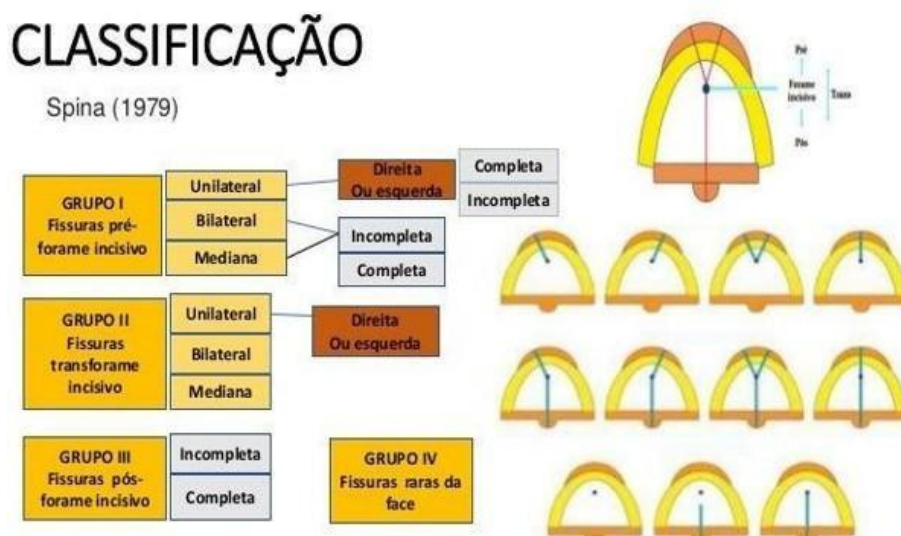 CLASSIFICAÇÃO
Spina (1979)
Pré
Forame
incisivo
Trans
Pós
GRUPO I
Fissuras pré-
forame incisivo
Unilateral
Bilateral
Mediana
Direita
Ou esquerda
Completa
Incompleta
Incompleta
Completa
GRUPO II
Fissuras
transforame
incisivo
Unilateral
Bilateral
Mediana
Direita
Ou esquerda
GRUPO III
Fissuras pós-
forame incisivo
Incompleta
Completa
GRUPO IV
Fissuras raras da
face